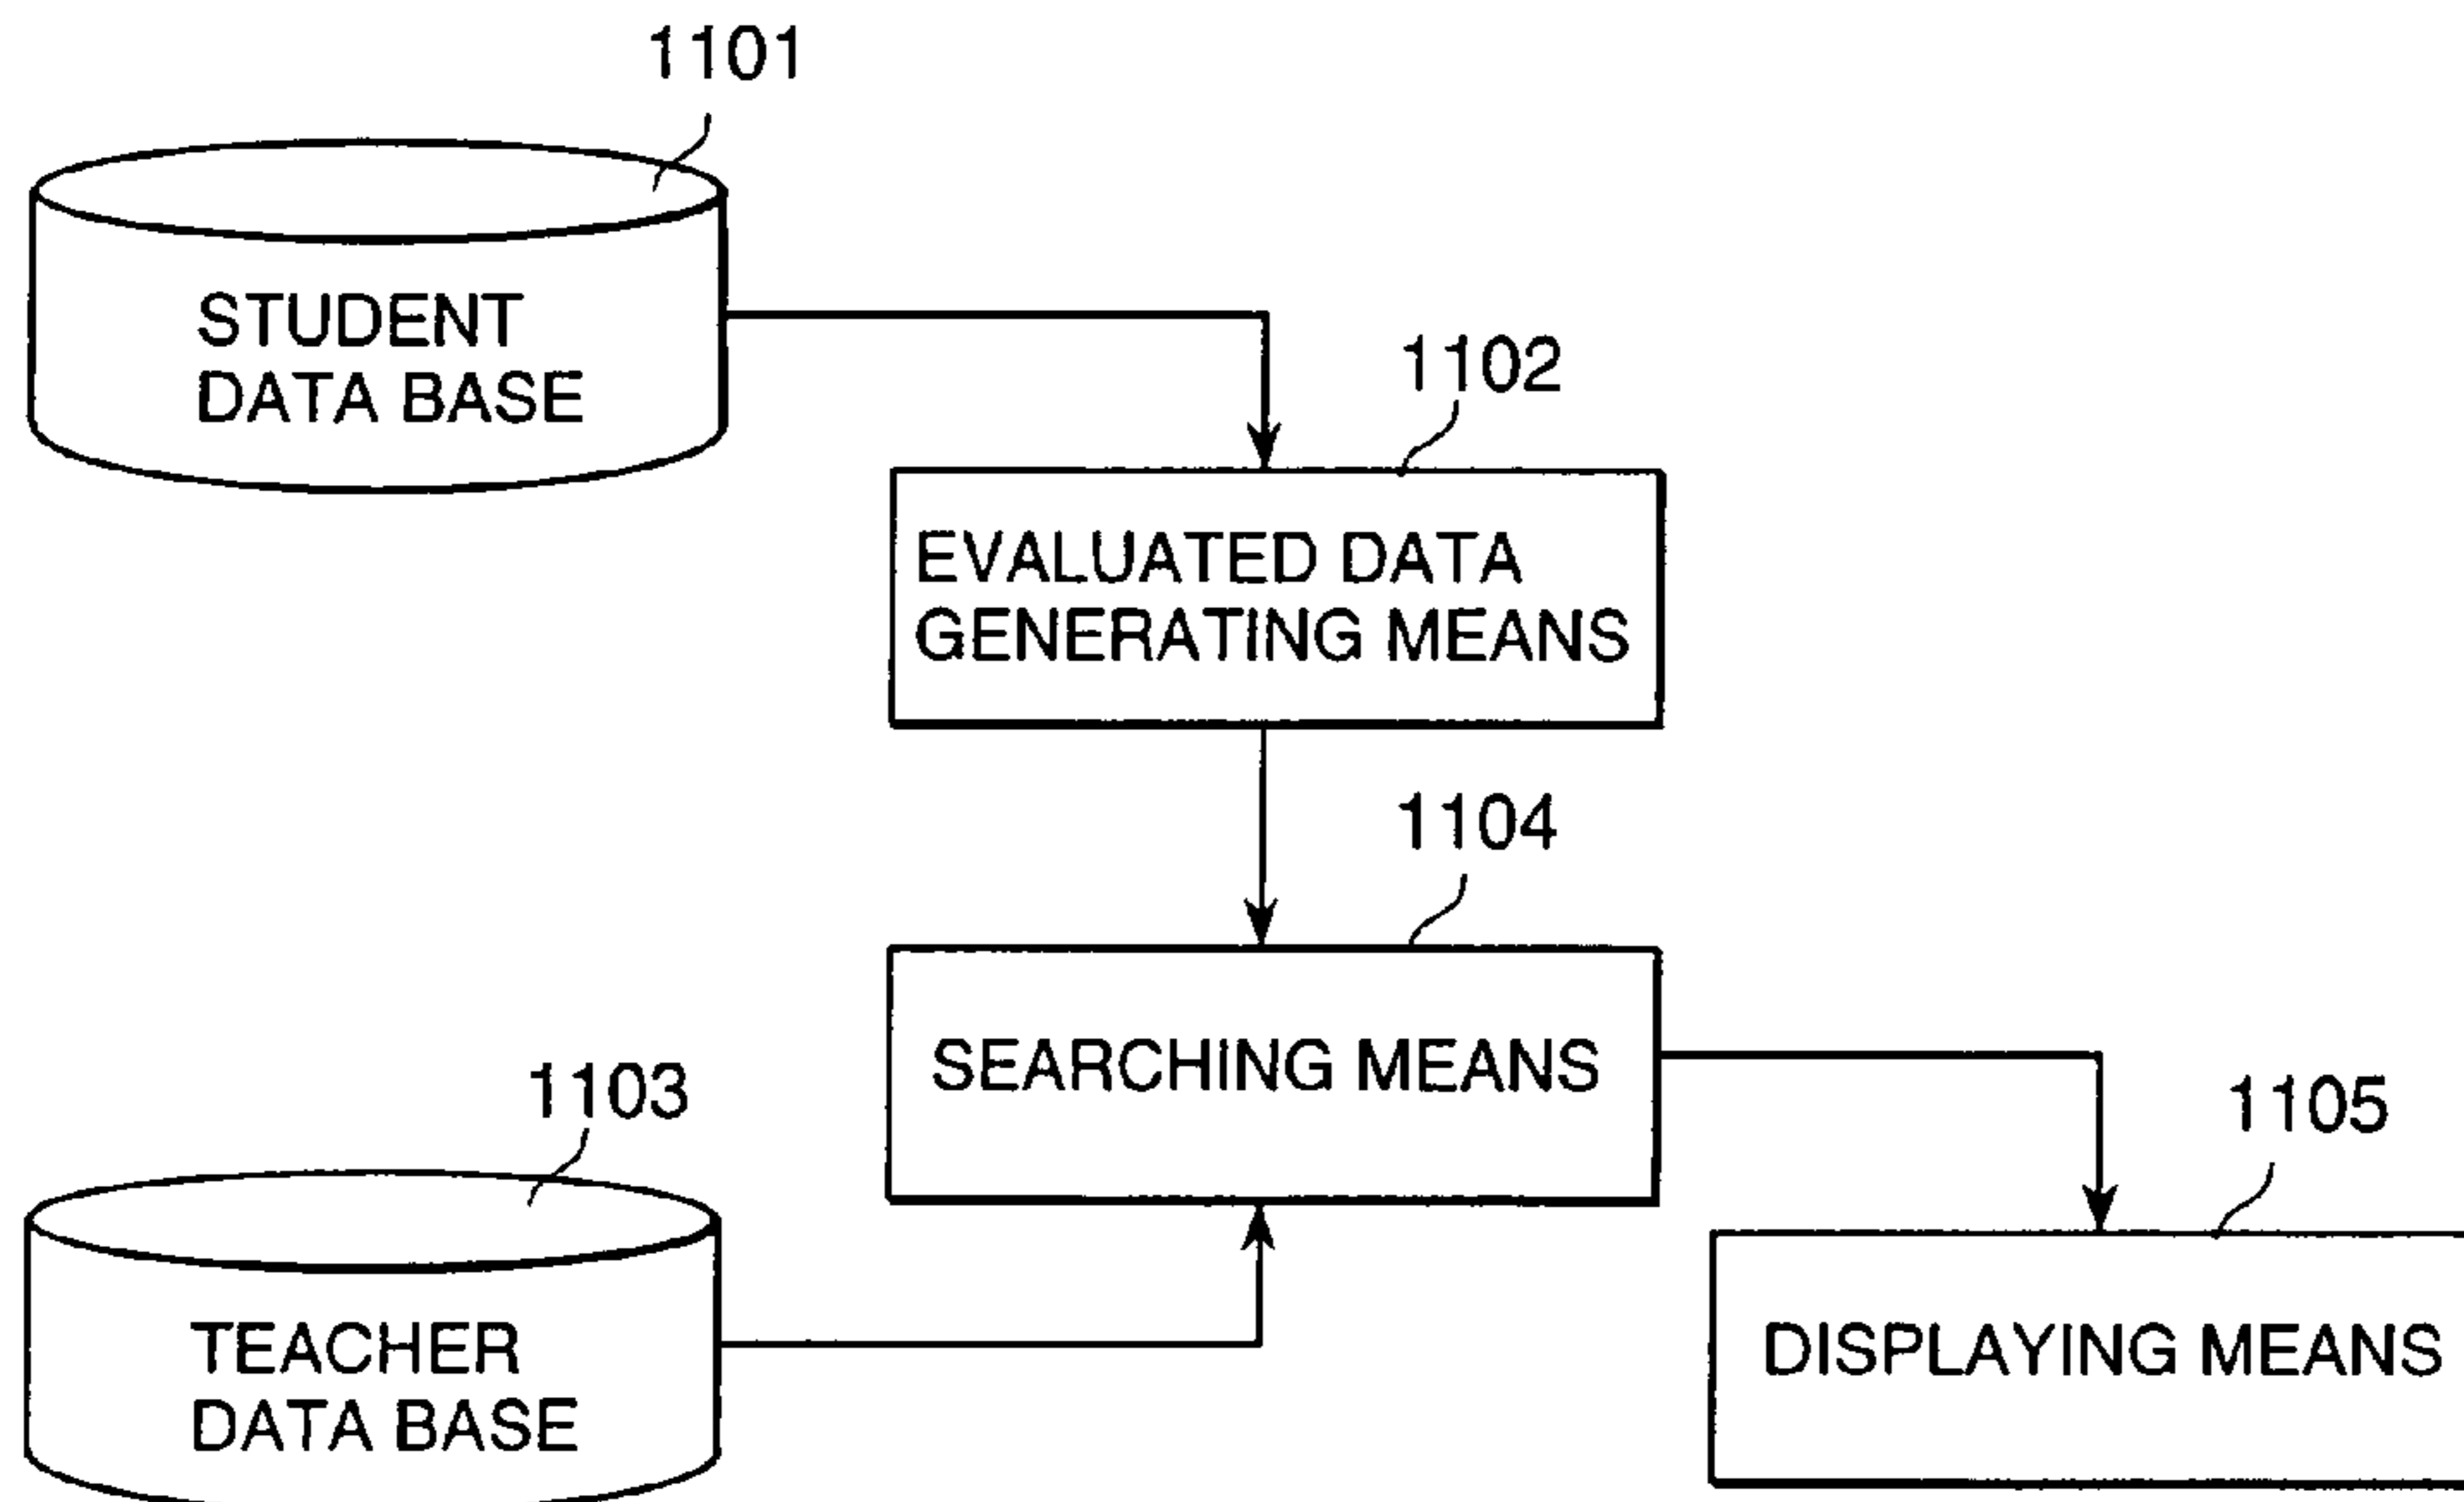 1101
STUDENT
DATA BASE
1102
EVALUATED DATA
GENERATING MEANS
1104
SEARCHING MEANS
1103
TEACHER
DATA BASE
1105
DISPLAYING MEANS